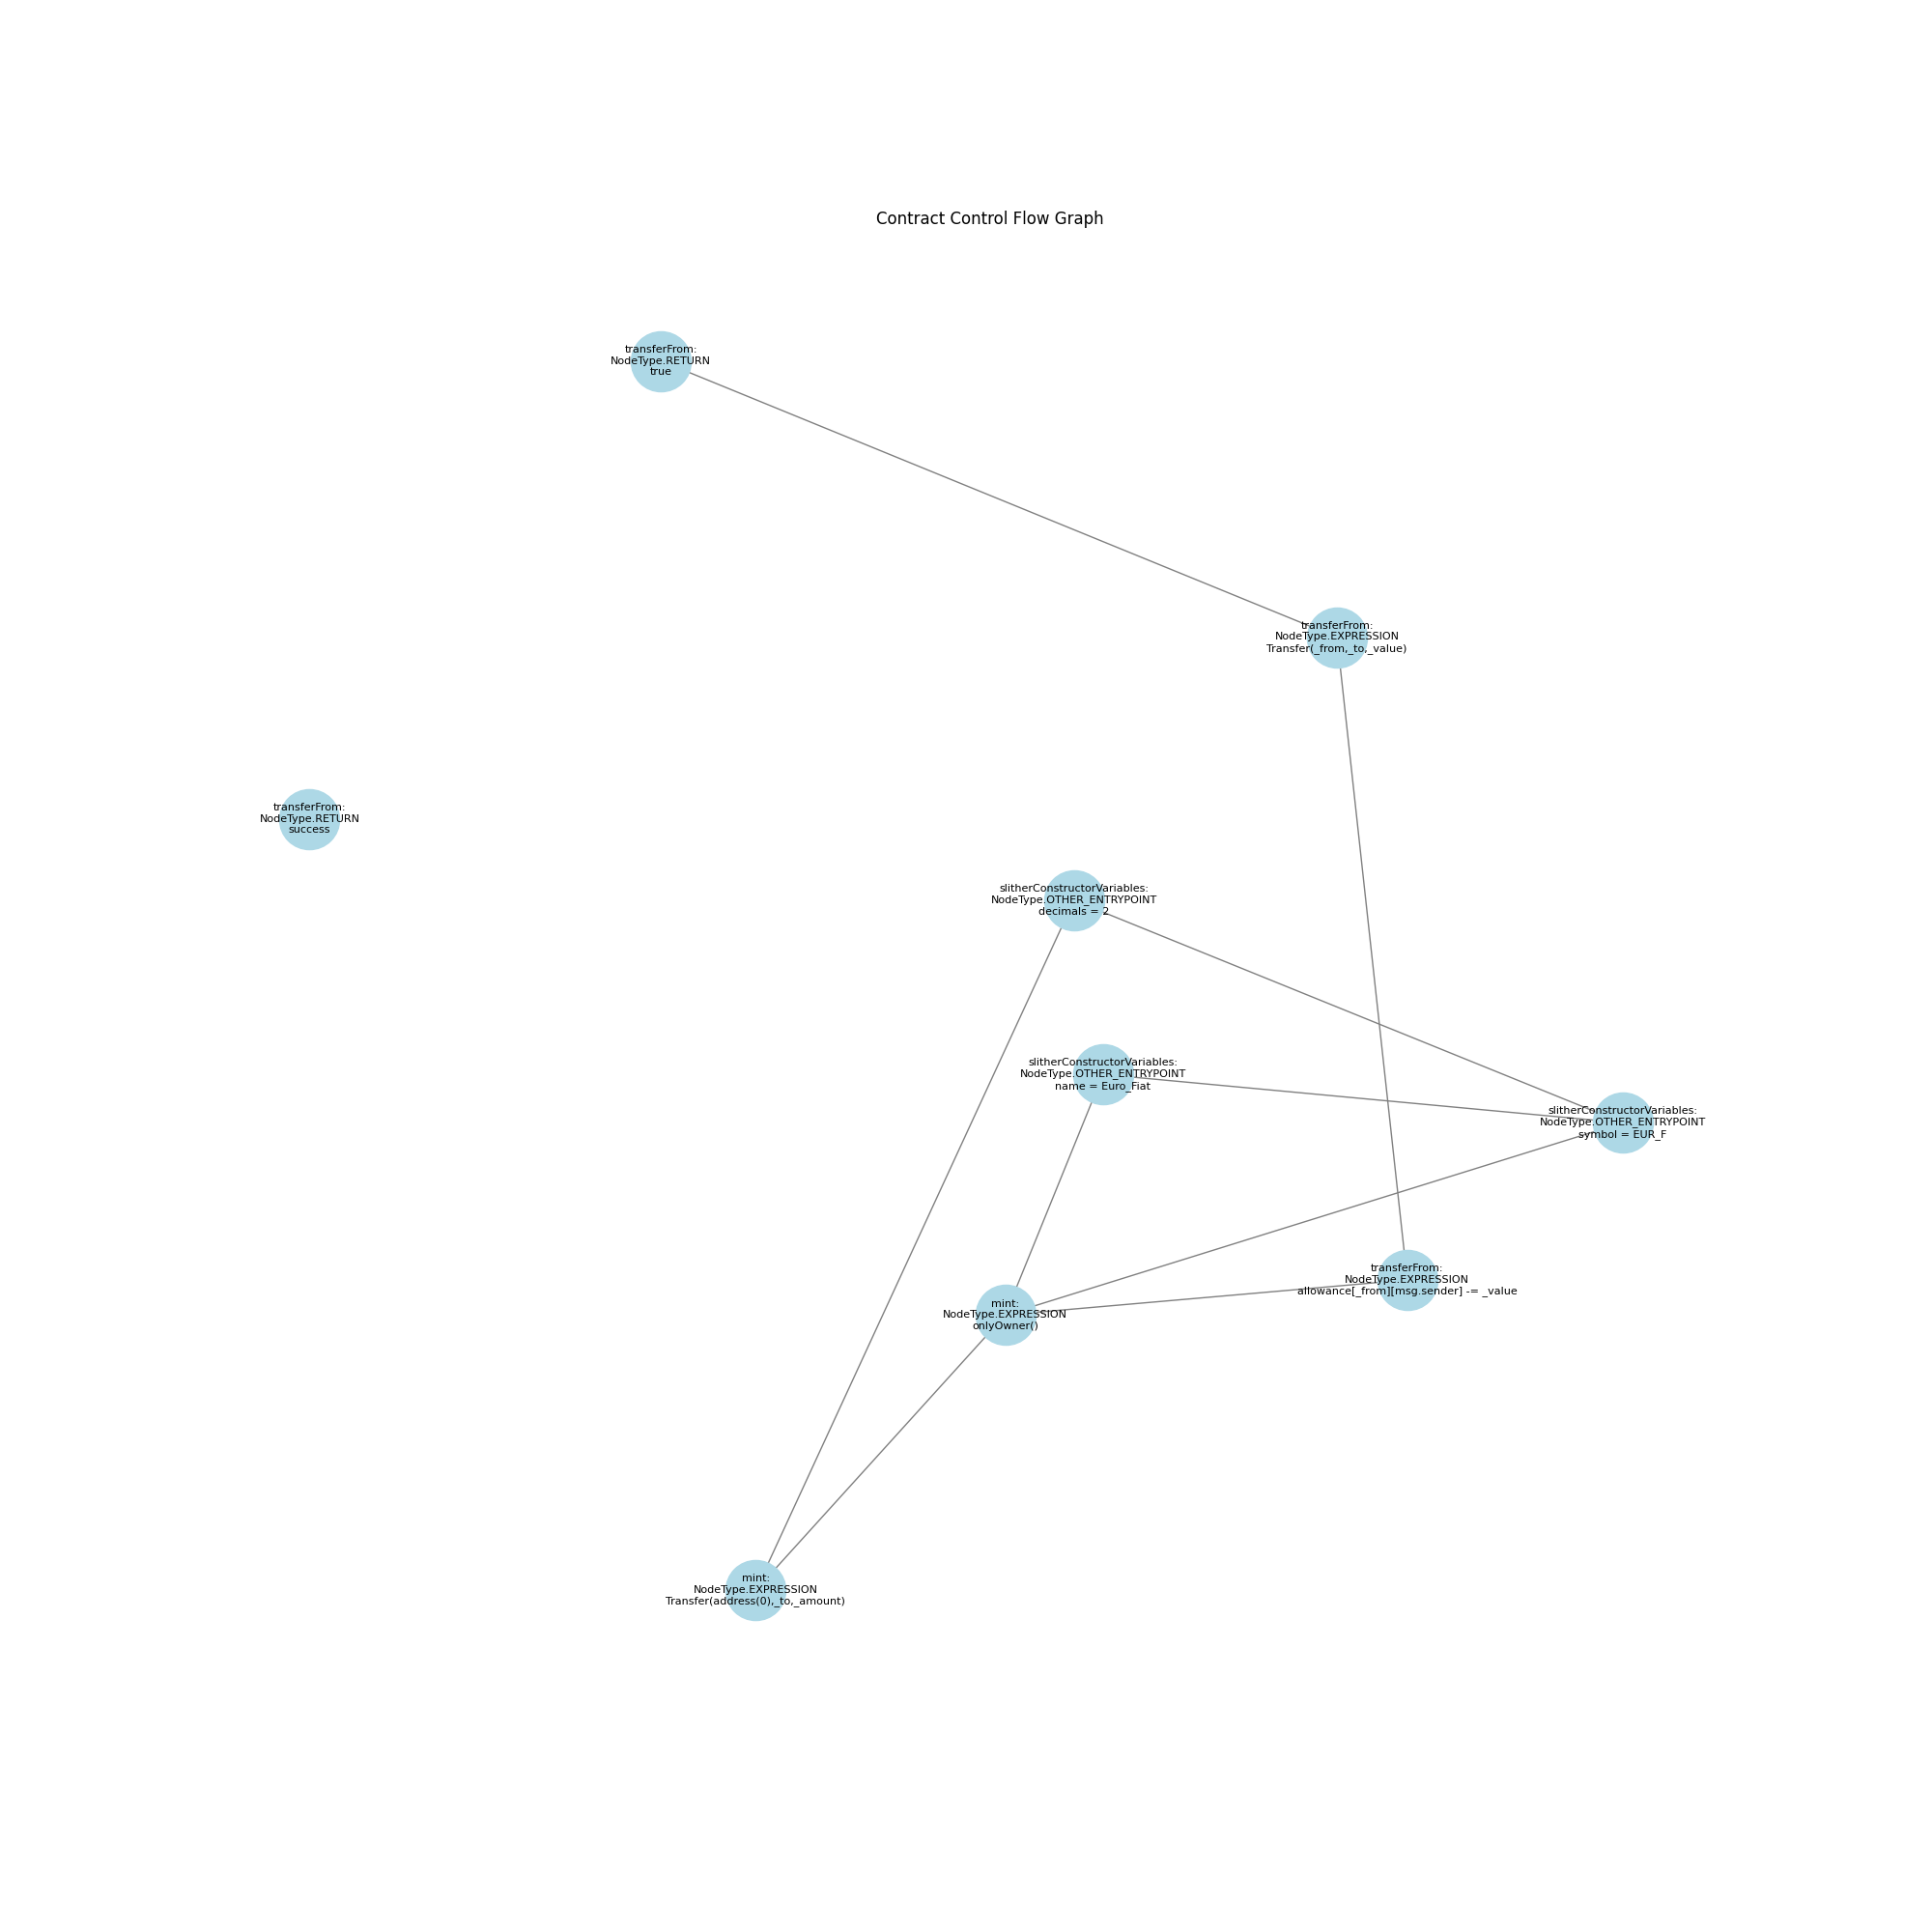 Contract Control Flow Graph
transferFrom:
NodeType.RETURN
true
transferFrom:
NodeType.EXPRESSION
Transfer(_from,_to,_value)
transferFrom:
NodeType.RETURN
success
slitherConstructorVariables:
NodeType.OTHER_ENTRYPOINT
decimals = 2
slitherConstructorVariables:
NodeType.OTHER_ENTRYPOINT
name = Euro_Fiat
slitherConstructorVariables:
NodeType.OTHER_ENTRYPOINT
symbol = EUR_F
transferFrom:
NodeType.EXPRESSION
allowance[_from][msg.sender] -= _value
mint:
NodeType.EXPRESSION
onlyOwner()
mint:
NodeType.EXPRESSION
Transfer(address(0),_to,_amount)